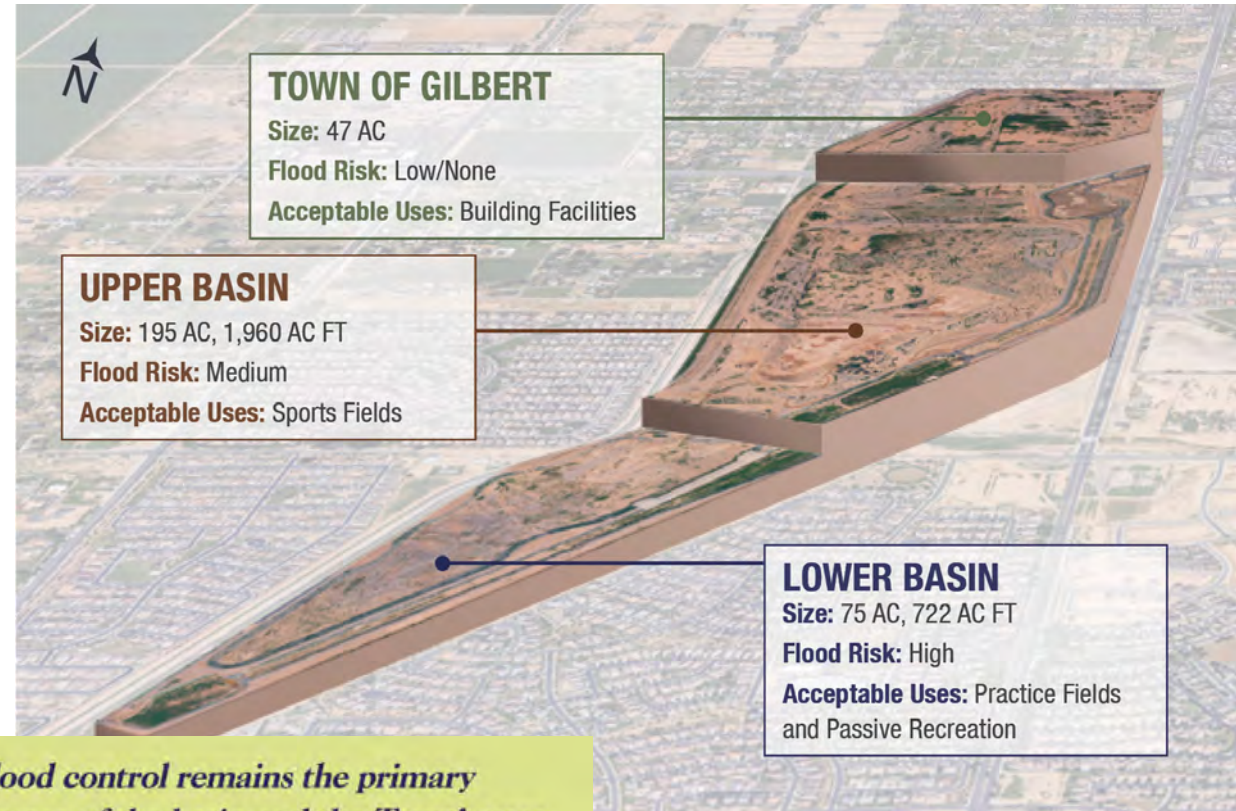 N
TOWN OF GILBERT
Size: 47 AC
Flood Risk: Low/None
Acceptable Uses: Building Facilities
UPPER BASIN
Size: 195 AC, 1,960 AC FT
Flood Risk: Medium
Acceptable Uses: Sports Fields
LOWER BASIN
Size: 75 AC, 722 AC FT
Flood Risk: High
Acceptable Uses: Practice Fields
and Passive Recreation
lood control remains the primary